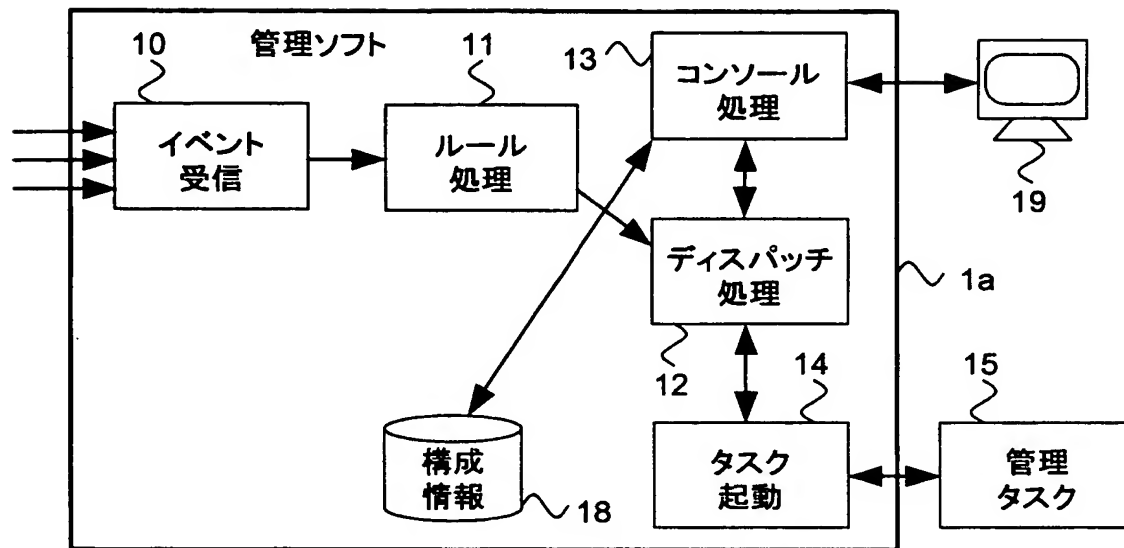 管理ソフト
10
イベント
受信
11
ルール
処理
13
コンソール
処理
19
ディスパッチ
処理
12
1a
14
タスク
起動
15
管理
タスク
構成
情報
18